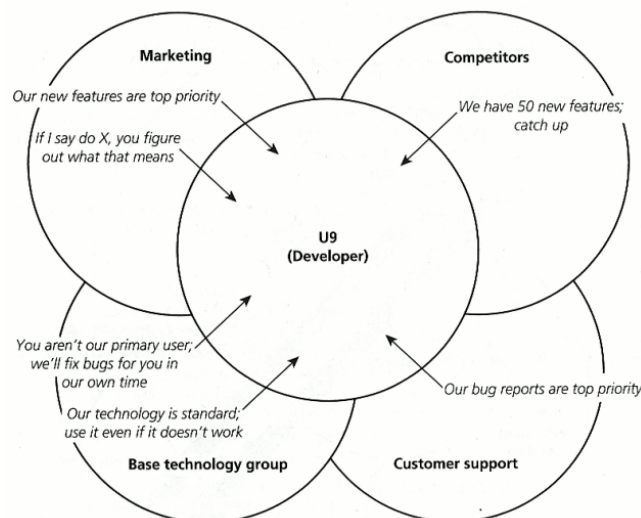 Marketing
Competitors
Our new features are top priority
We have 50 new features;
catch up
If I say do X, you figure
out what that means
U9
(Developer)
You aren't our primary user;
we'll fix bugs for you in
our own time
Our technology is standard;
use it even if it doesn't work
Our bug reports are top priority
Base technology group
Customer support